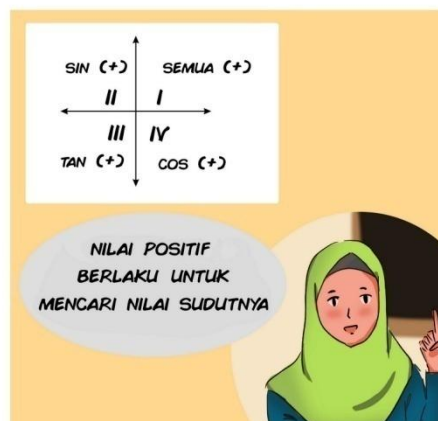 SIN (+) SEMUA (+)
II I
III IV
TAN (+) COS (+)
NILAI POSITIF
BERLAKU UNTUK
MENCARI NILAI SUDUTNYA